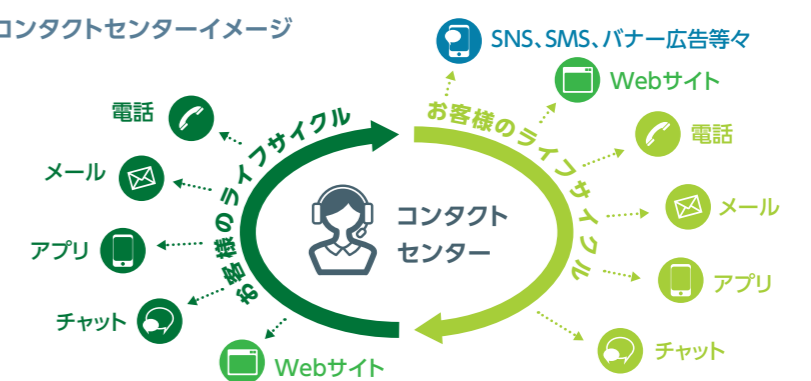 コンタクトセンターイメージ
SNS、SMS、バナー広告等々
Webサイト
電話
メール
アプリ
チャット
お客様のライフサイクル
コンタクト
センター
お客様のライフサイクル
電話
メール
アプリ
チャット
Webサイト